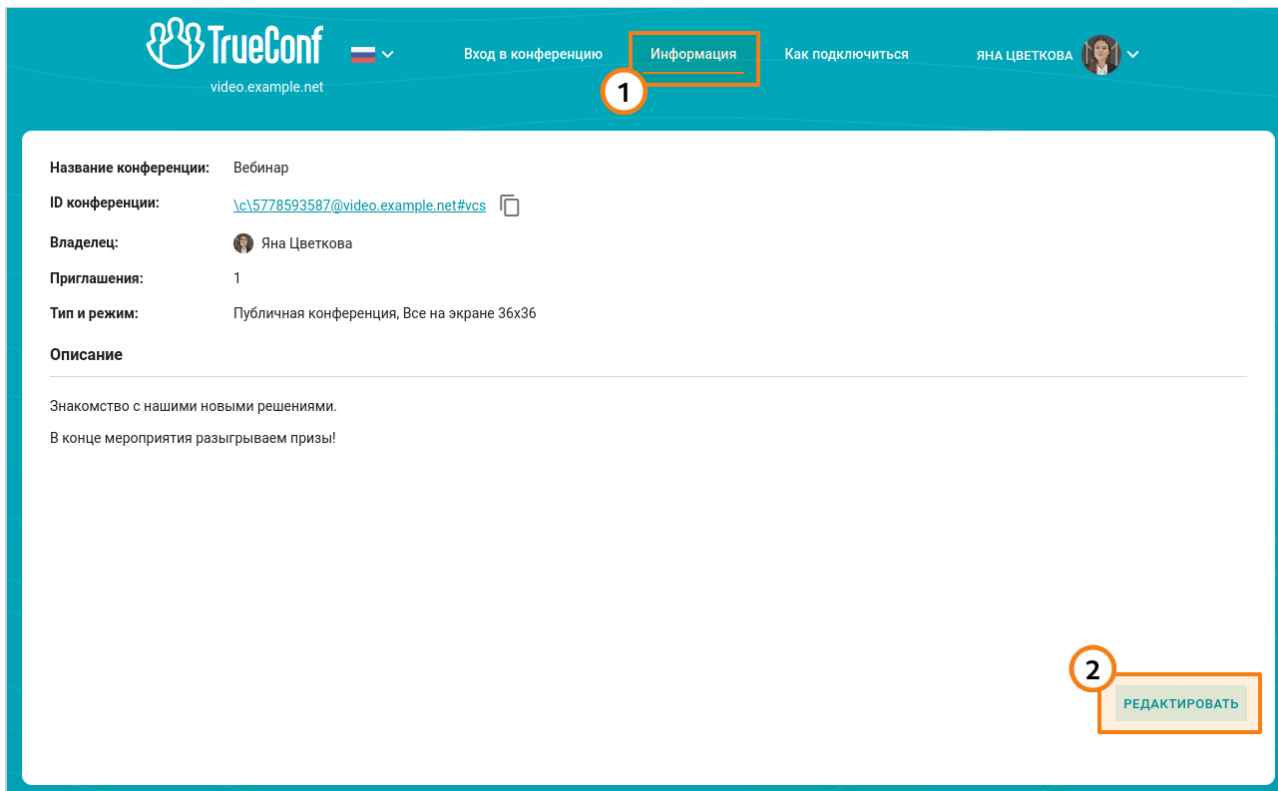 TrueConf
video.example.net
Вход в конференцию
Информация
Как подключиться
ЯНА ЦВЕТКОВА
1
Название конференции: Вебинар
ID конференции: \c\5778593587@video.example.net#vcs
Владелец: Яна Цветкова
Приглашения: 1
Тип и режим: Публичная конференция, Все на экране 36x36
Описание
Знакомство с нашими новыми решениями.
В конце мероприятия разыгрываем призы!
2
РЕДАКТИРОВАТЬ